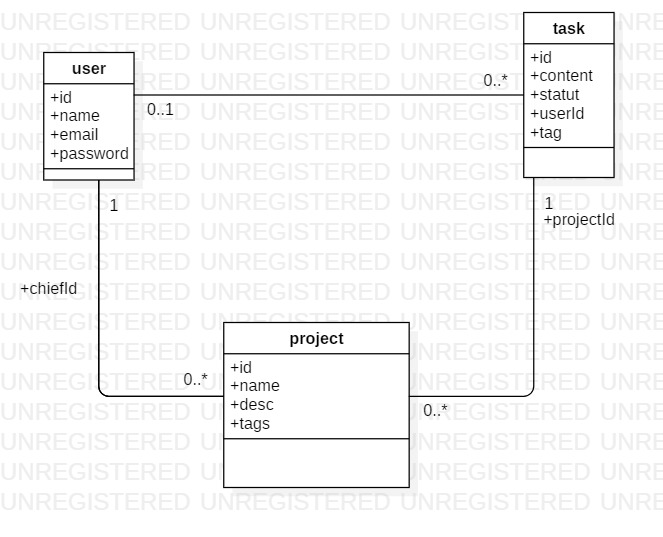 UNREGISTERED UNREGISTERED UNREGISTERED UNREGISTERED
task
+id
+content
+statut
+userId
+tag
user
+id
+name
+email
+password
0..*
0..1
1
1
+projectId
+chiefId
project
+id
+name
+desc
+tags
0..*
0..*